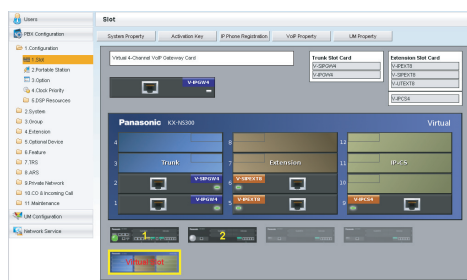 Users
PBX Configuration
1.Configuration
1.Slot
2.Portable Station
3.Option
4.Clock Priority
5.DSP Resources
2.System
3.Group
4.Extension
5.Optional Device
6.Feature
7.TRS
8.ARS
9.Private Network
10.CO & Incoming Call
11.Maintenance
UM Configuration
Network Service
Slot
System Property
Activation Key
IP Phone Registration
VoIP Property
UM Property
Virtual 4-Channel VoIP Gateway Card
V-IPGW4
Trunk Slot Card
V-SIPGW4
V-IPGW4
Extension Slot Card
V-IPEXT8
V-SIPEXT8
V-UTEXT8
V-IPCS4
Panasonic KX-NS300
Virtual
4
8
12
3
Trunk
7
Extension
11
IP-CS
2
V-SIPGW4
6
V-SIPEXT8
10
1
V-IPGW4
5
V-IPEXT8
9
V-IPCS4
1
2
virtual slot